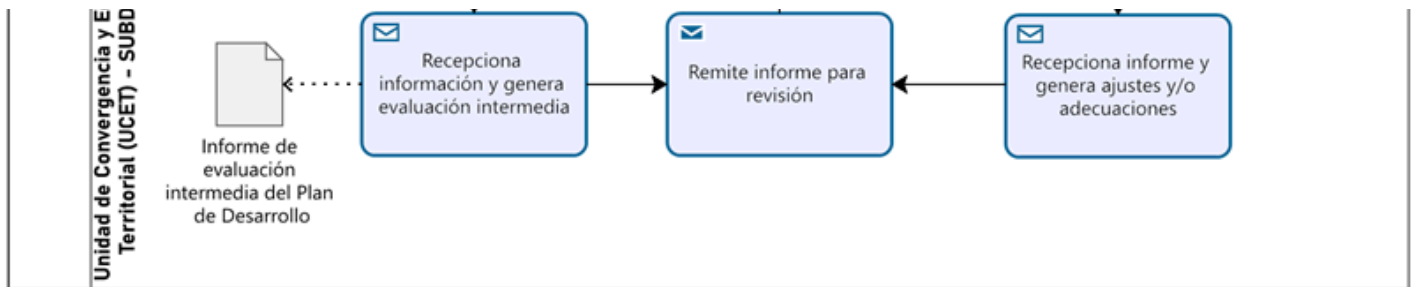 Unidad de Convergencia y E
Territorial (UCET) – SUBD
Informe de
evaluación
intermedia del Plan
de Desarrollo
Recepciona
información y genera
evaluación intermedia
Remite informe para
revisión
Recepciona informe y
genera ajustes y/o
adecuaciones